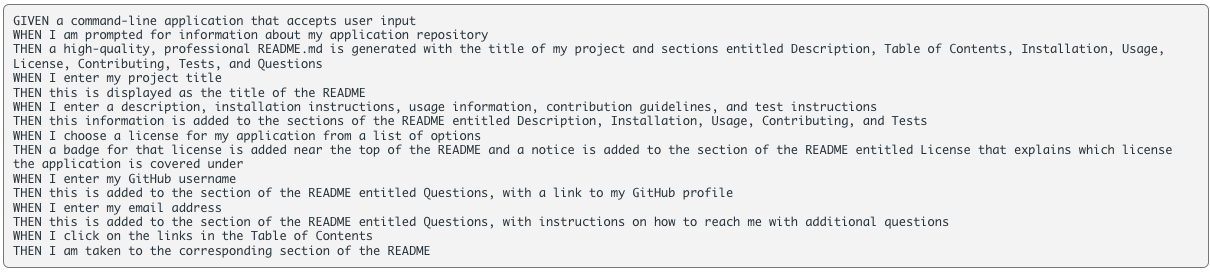 GIVEN a command-line application that accepts user input
WHEN I am prompted for information about my application repository
THEN a high-quality, professional README.md is generated with the title of my project and sections entitled Description, Table of Contents, Installation, Usage,
License, Contributing, Tests, and Questions
WHEN I enter my project title
THEN this is displayed as the title of the README
WHEN I enter a description, installation instructions, usage information, contribution guidelines, and test instructions
THEN this information is added to the sections of the README entitled Description, Installation, Usage, Contributing, and Tests
WHEN I choose a license for my application from a list of options
THEN a badge for that license is added near the top of the README and a notice is added to the section of the README entitled License that explains which license
the application is covered under
WHEN I enter my GitHub username
THEN this is added to the section of the README entitled Questions, with a link to my GitHub profile
WHEN I enter my email address
THEN this is added to the section of the README entitled Questions, with instructions on how to reach me with additional questions
WHEN I click on the links in the Table of Contents
THEN I am taken to the corresponding section of the README